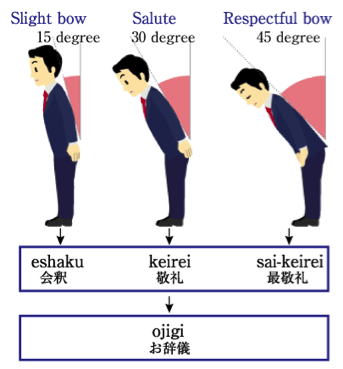 Slight bow Salute Respectful bow
15 degree 30 degree 45 degree
eshaku keirei sai-keirei
会釈 敬礼 最敬礼
ojigi
お辞儀